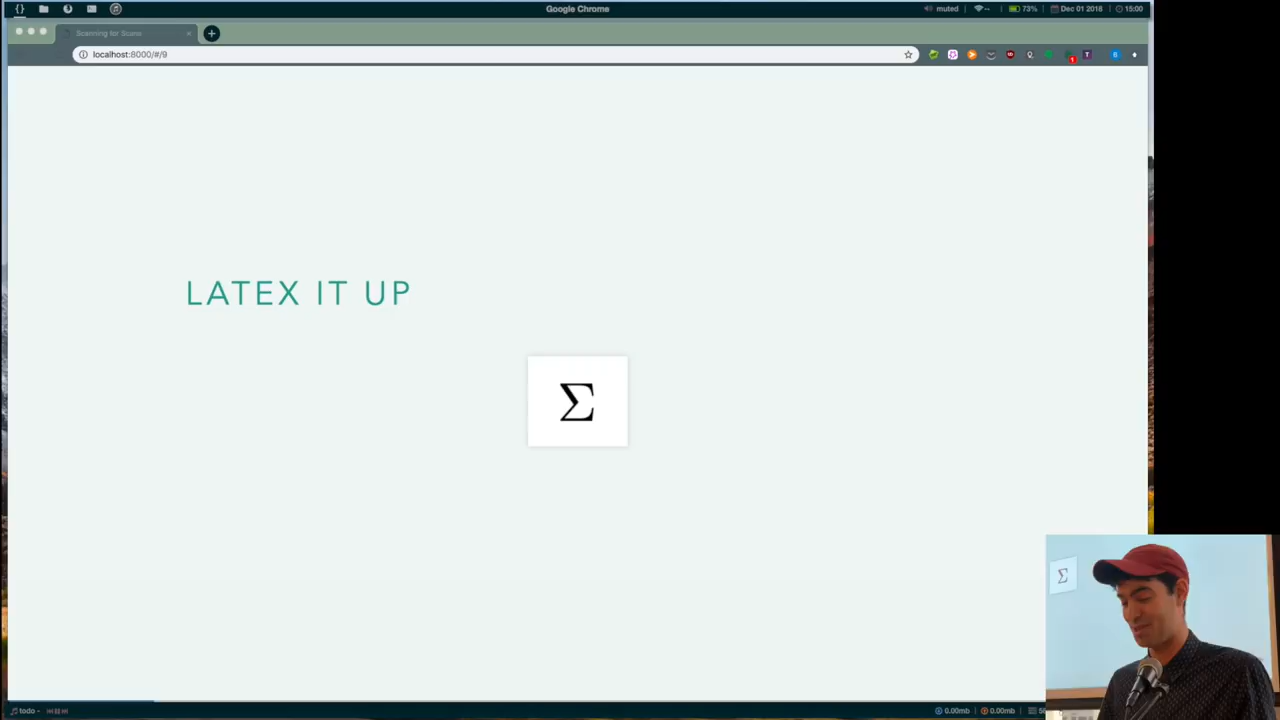 Google Chrome
muted
73%
Dec 01 2018
15:00
Scanning for Scans
localhost:8000/#/9
LATEX IT UP
Σ
Σ
todo
0.00mb
0.00mb